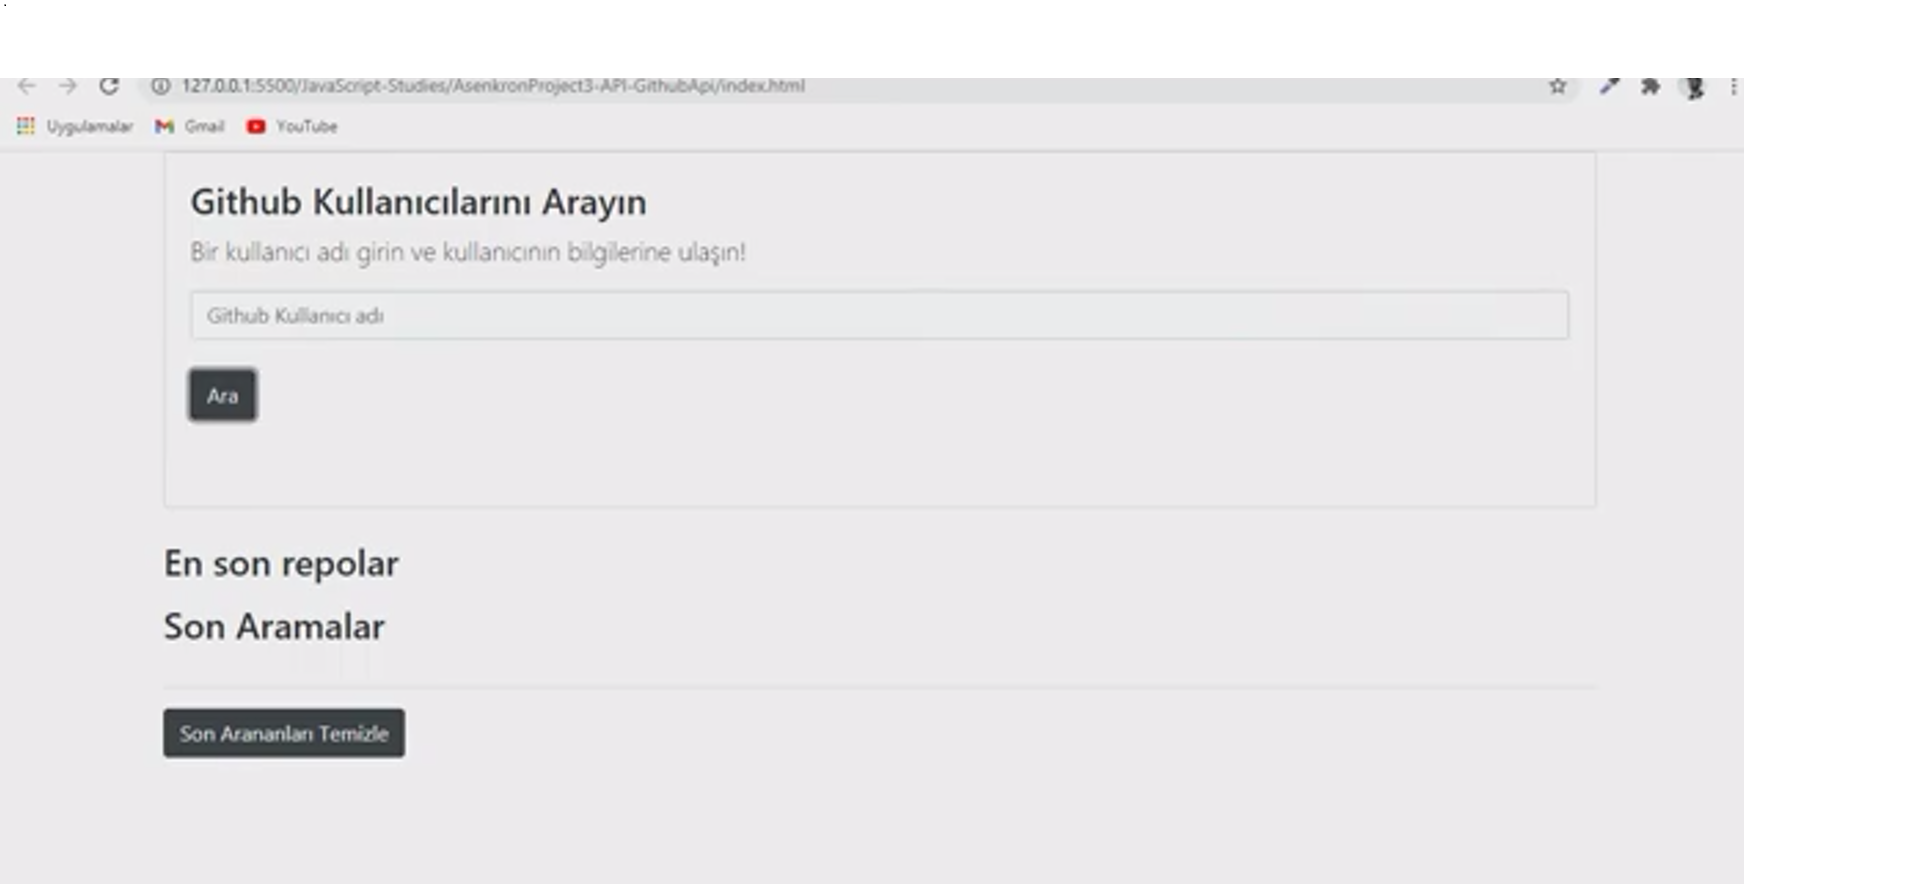 127.0.0.1:5500/JavaScript-Studies/AsenkronProject3-API-GithubApi/index.html
Uygulamalar Gmail YouTube
Github Kullanıcılarını Arayın
Bir kullanıcı adı girin ve kullanıcının bilgilerine ulaşın!
Github Kullanıcı adı
Ara
En son repolar
Son Aramalar
Son Arananları Temizle